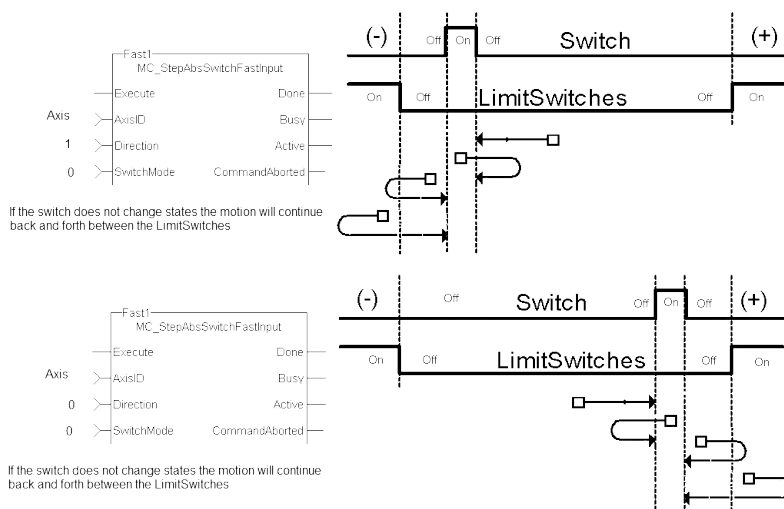 (-)
Off
On
Off
Switch
(+)
Fast1
MC_StepAbsSwitchFastInput
Execute
Done
On
Off
LimitSwitches
Off
On
Axis
AxisID
Busy
1
Direction
Active
0
SwitchMode
CommandAborted
If the switch does not change states the motion will continue
back and forth between the LimitSwitches
(-)
Off
Switch
Off
On
Off
(+)
Fast1
MC_StepAbsSwitchFastInput
Execute
Done
On
Off
LimitSwitches
Off
On
Axis
AxisID
Busy
0
Direction
Active
0
SwitchMode
CommandAborted
If the switch does not change states the motion will continue
back and forth between the LimitSwitches